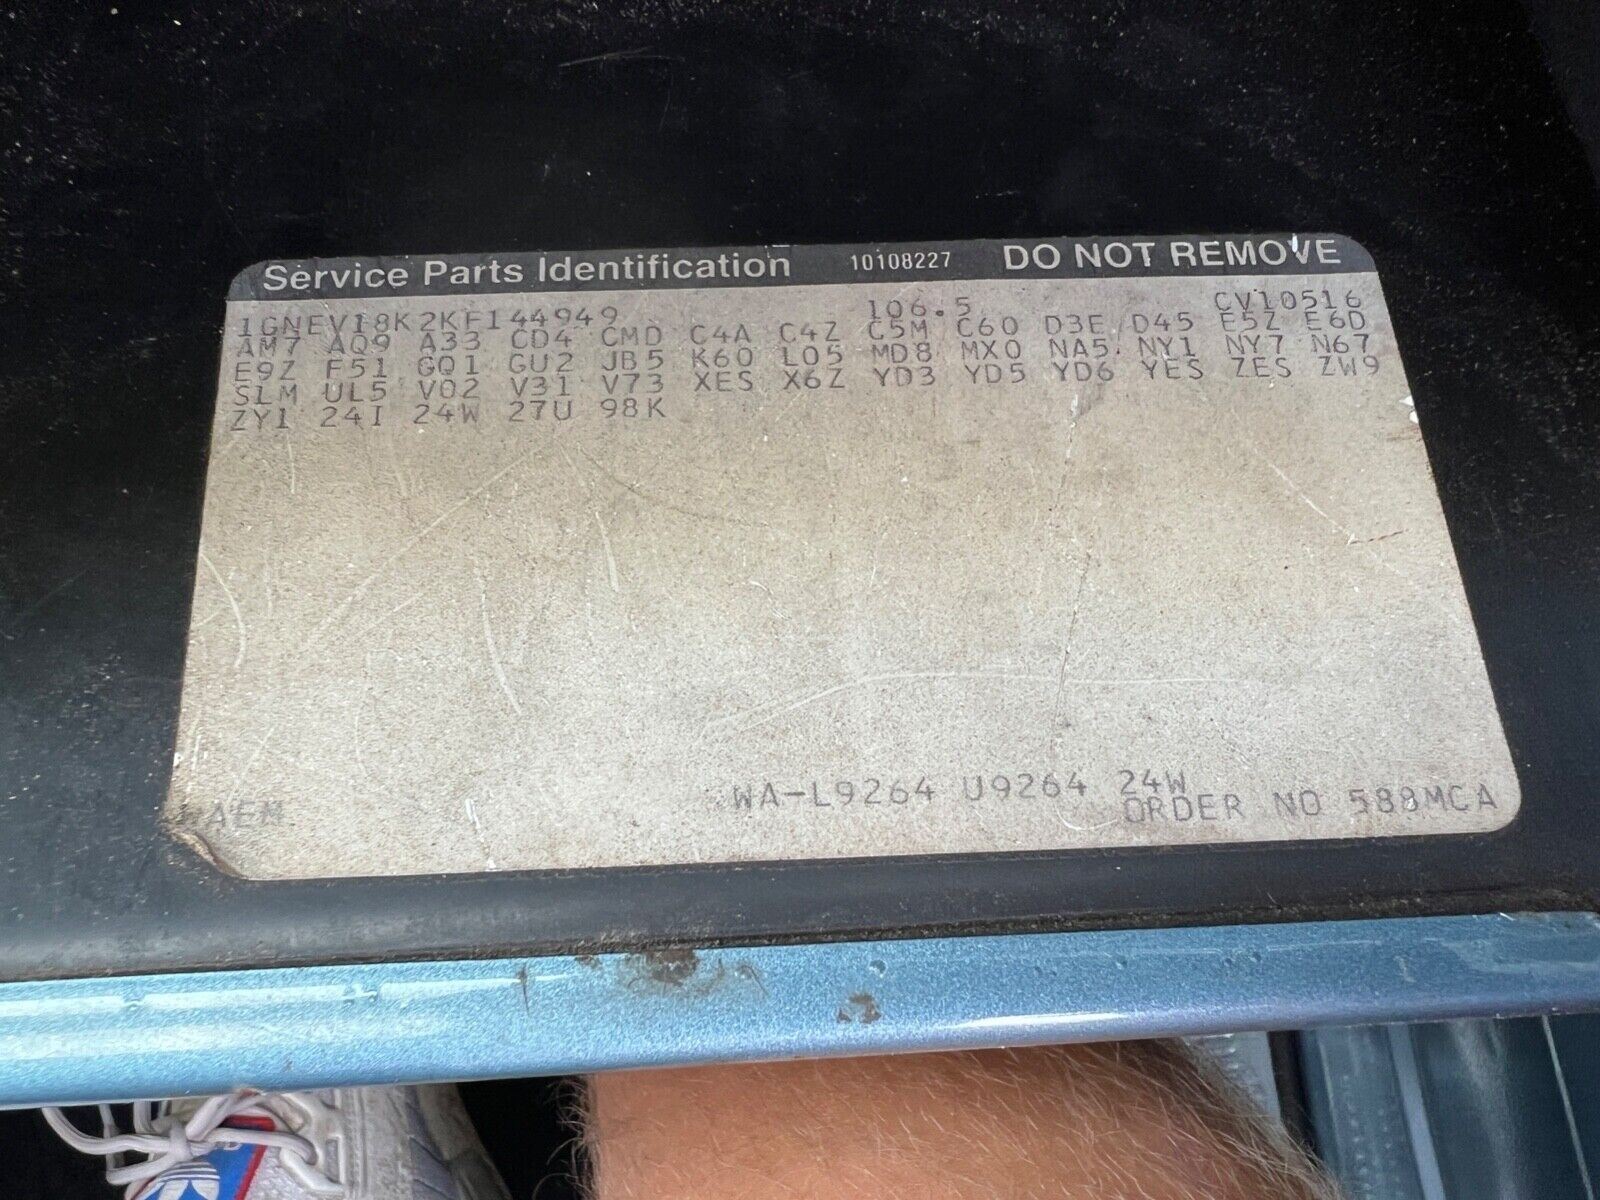 Service Parts Identification 10108227 DO NOT REMOVE
1GNEV18K2KF144949 106.5 CV10516
AM7 AQ9 A33 CD4 CMD C4A C4Z C5M C60 D3E D45 E5Z E6D
E9Z F51 GQ1 GU2 JB5 K60 L05 MD8 MX0 NA5 NY1 NY7 N67
SLM UL5 V02 V31 V73 XES X6Z YD3 YD5 YD6 YES ZES ZW9
ZY1 24I 24W 27U 98K
WA-L9264 U9264 24W
AEM ORDER NO 588MCA